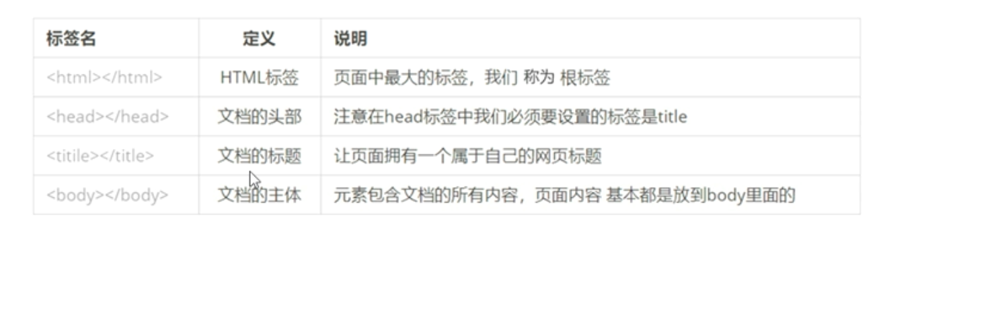 标签名 定义 说明
<html></html> HTML标签 页面中最大的标签，我们 称为 根标签
<head></head> 文档的头部 注意在head标签中我们必须要设置的标签是title
<titile></title> 文档的标题 让页面拥有一个属于自己的网页标题
<body></body> 文档的主体 元素包含文档的所有内容，页面内容 基本都是放到body里面的